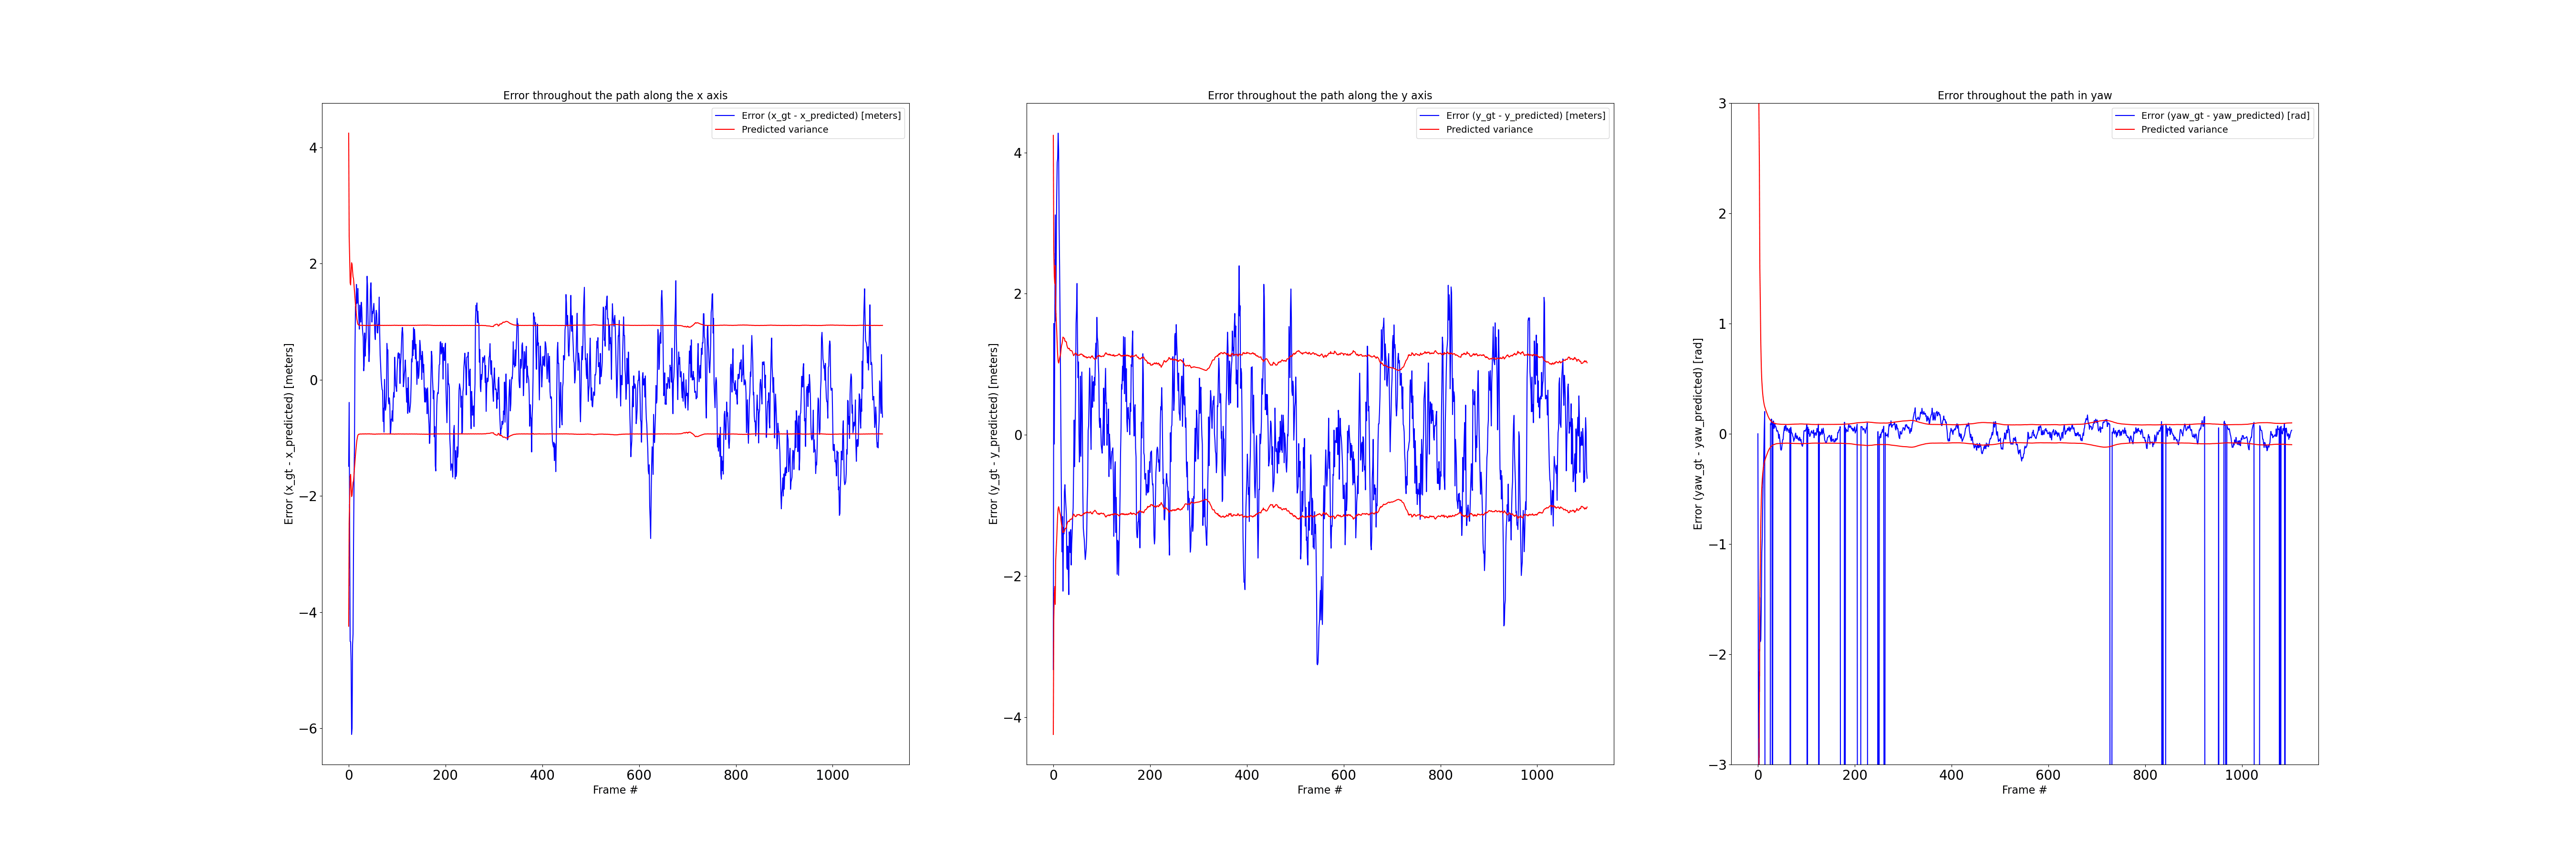 Error throughout the path along the x axis
Error (x_gt - x_predicted) [meters]
Predicted variance
4
2
0
−2
−4
−6
Error (x_gt - x_predicted) [meters]
0 200 400 600 800 1000
Frame #
Error throughout the path along the y axis
Error (y_gt - y_predicted) [meters]
Predicted variance
4
2
0
−2
−4
Error (y_gt - y_predicted) [meters]
0 200 400 600 800 1000
Frame #
Error throughout the path in yaw
Error (yaw_gt - yaw_predicted) [rad]
Predicted variance
3
2
1
0
−1
−2
−3
Error (yaw_gt - yaw_predicted) [rad]
0 200 400 600 800 1000
Frame #